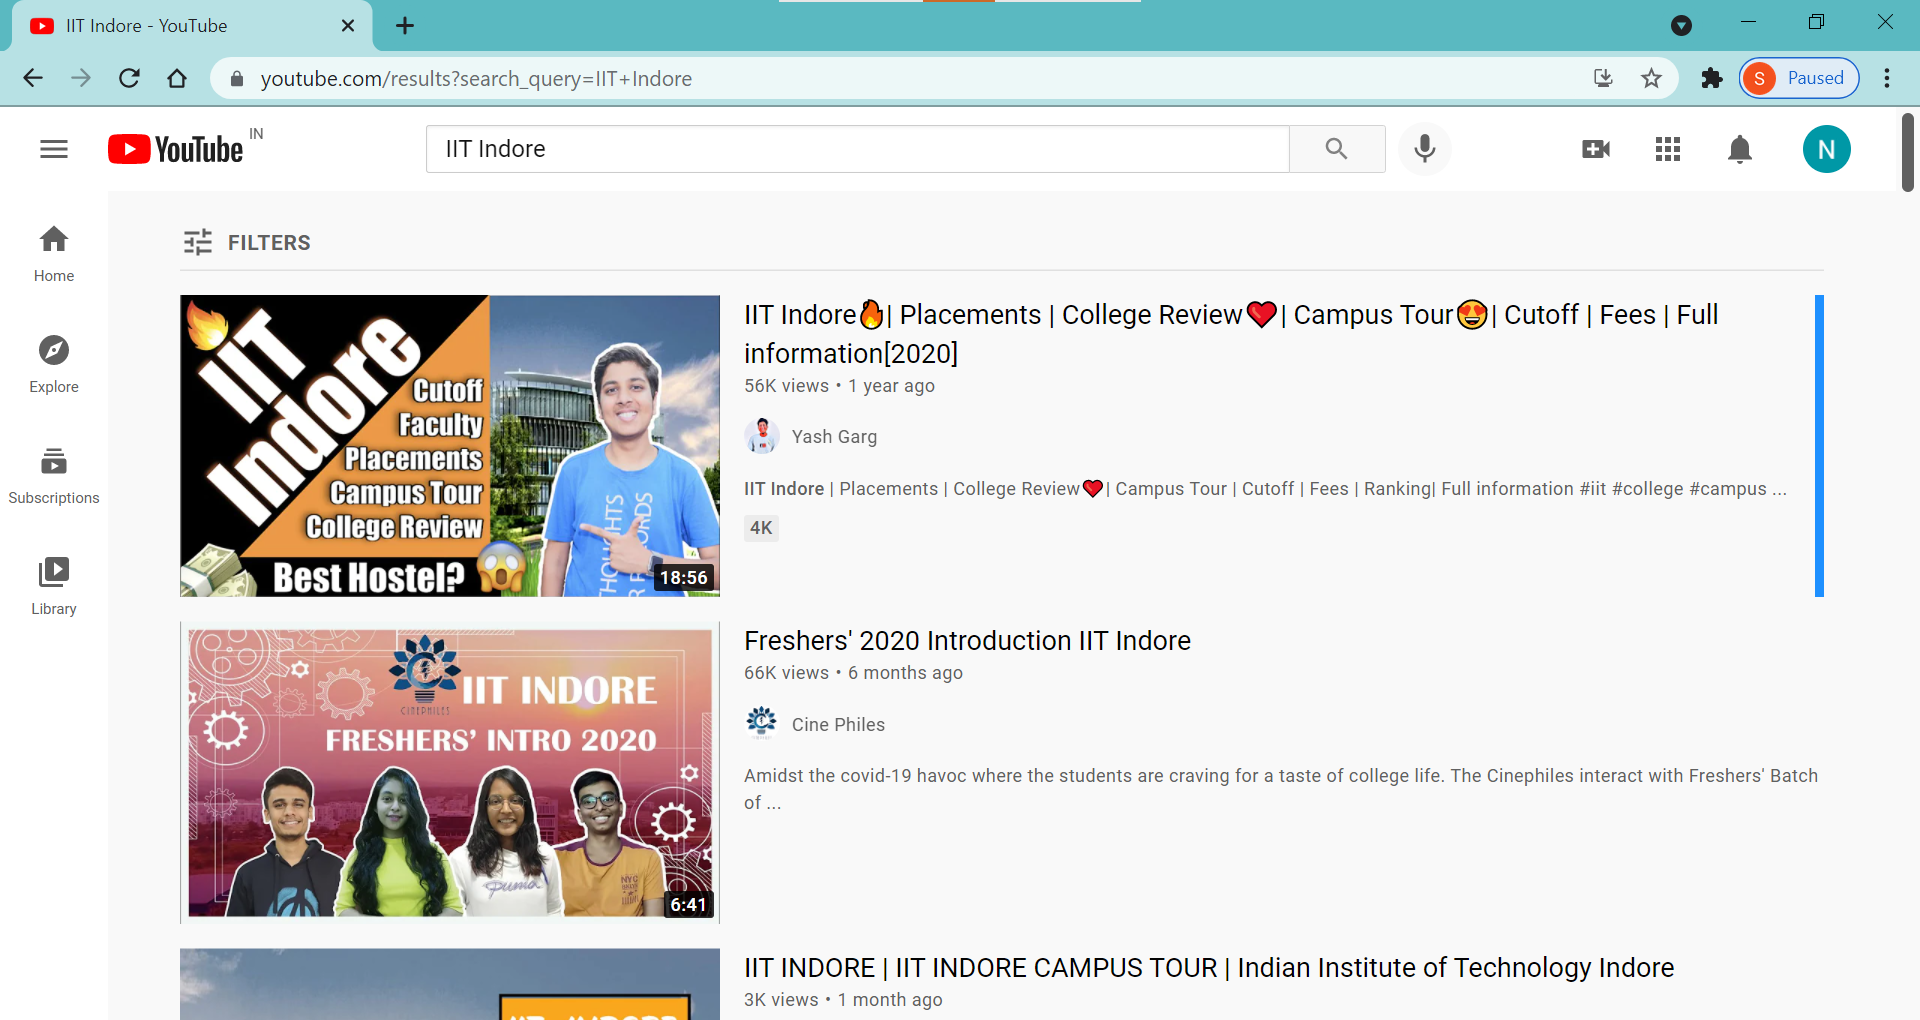 IIT Indore - YouTube
youtube.com/results?search_query=IIT+Indore
S Paused
YouTube IN
IIT Indore
N
Home
Explore
Subscriptions
Library
FILTERS
IIT
Indore
Cutoff
Faculty
Placements
Campus Tour
College Review
Best Hostel?
THOUGHTS
18:56
IIT Indore🔥| Placements | College Review❤️| Campus Tour😍| Cutoff | Fees | Full
information[2020]
56K views • 1 year ago
Yash Garg
IIT Indore | Placements | College Review❤️| Campus Tour | Cutoff | Fees | Ranking| Full information #iit #college #campus ...
4K
CINEPHILES
IIT INDORE
FRESHERS' INTRO 2020
puma
NYC
6:41
Freshers' 2020 Introduction IIT Indore
66K views • 6 months ago
Cine Philes
Amidst the covid-19 havoc where the students are craving for a taste of college life. The Cinephiles interact with Freshers' Batch
of ...
IIT INDORE | IIT INDORE CAMPUS TOUR | Indian Institute of Technology Indore
3K views • 1 month ago